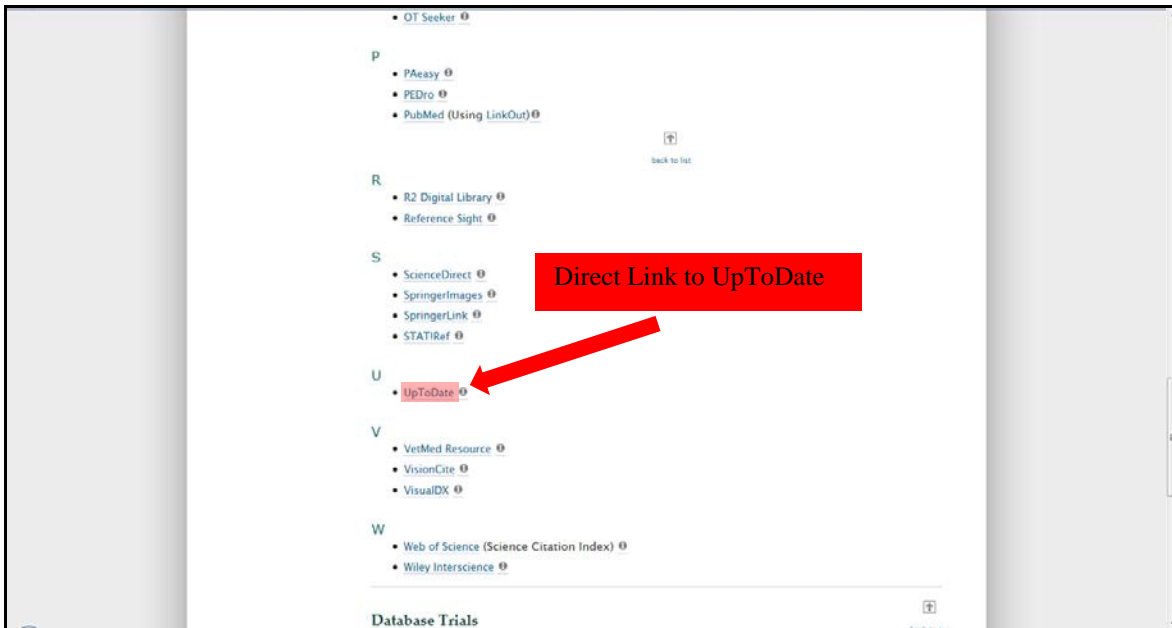 OT Seeker
P
PAeasy
PEDro
PubMed (Using LinkOut)
back to list
R
R2 Digital Library
Reference Sight
S
ScienceDirect
Direct Link to UpToDate
SpringerImages
SpringerLink
STAT!Ref
U
UpToDate
V
VetMed Resource
VisionCite
VisualDX
W
Web of Science (Science Citation Index)
Wiley Interscience
Database Trials